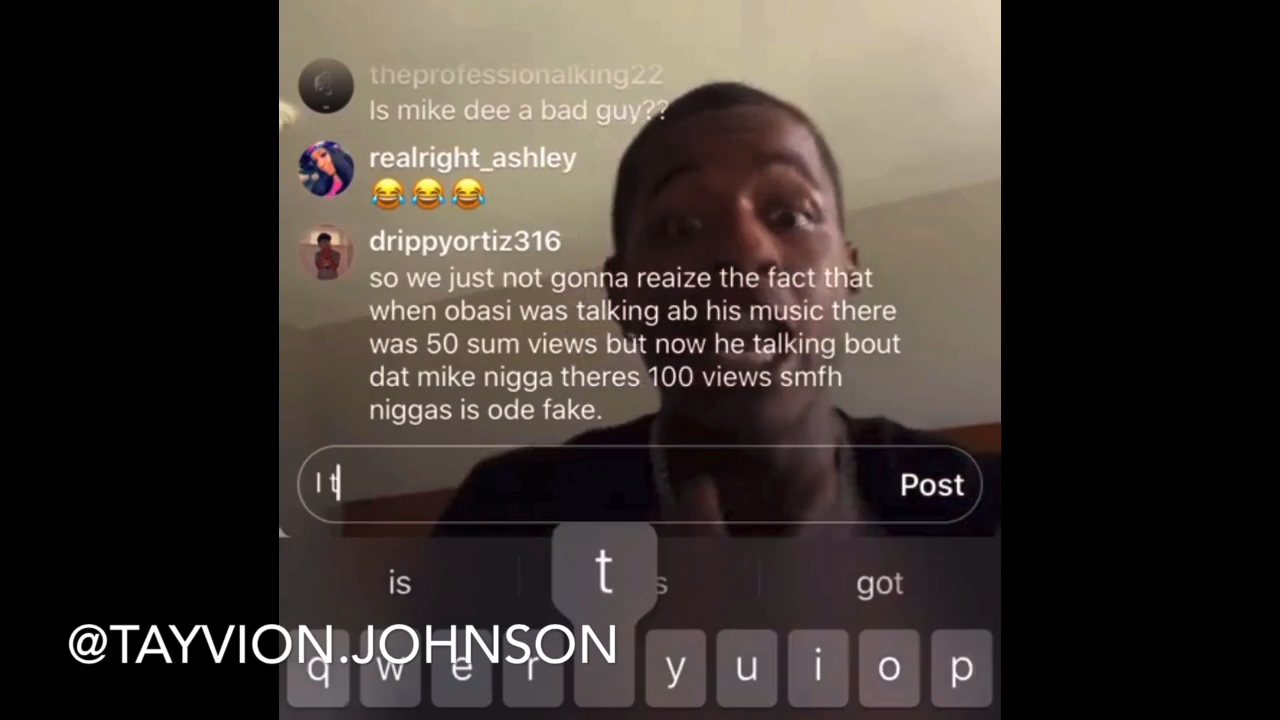 theprofessionalking22
Is mike dee a bad guy??
realright_ashley
😂😂😂
drippyortiz316
so we just not gonna reaize the fact that
when obasi was talking ab his music there
was 50 sum views but now he talking bout
dat mike nigga theres 100 views smfh
niggas is ode fake.
I t
Post
is
t
s
got
@TAYVION.JOHNSON
q w e r y u i o p